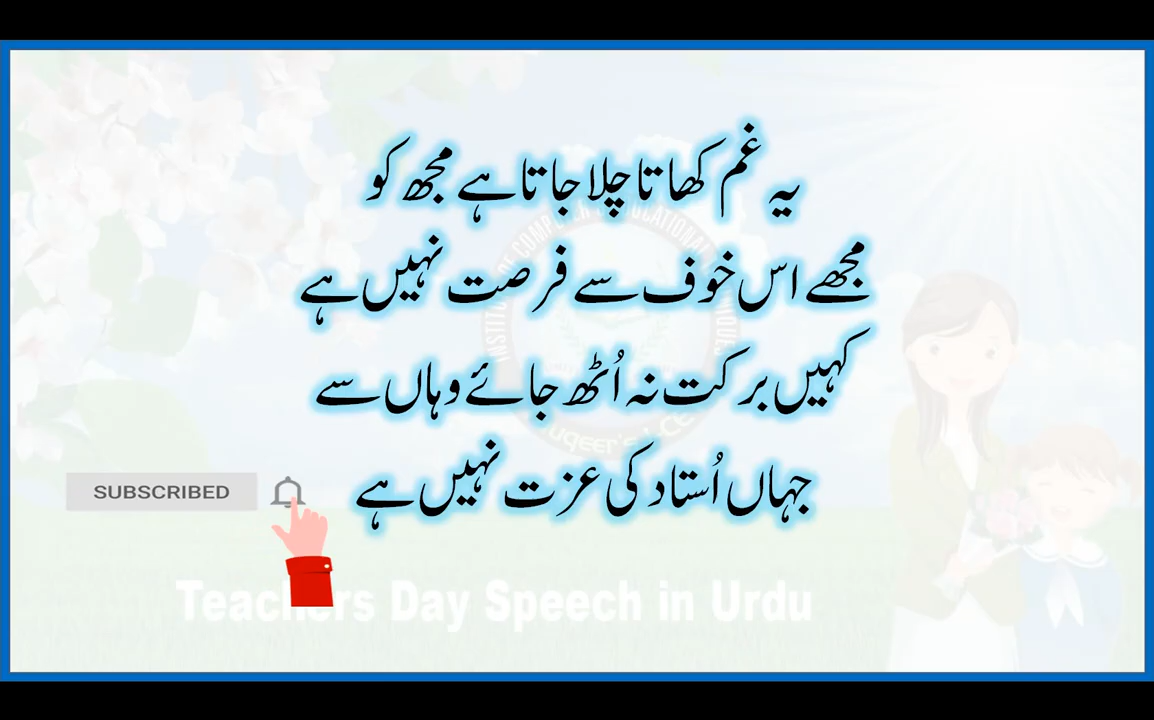 یہ غم کھاتا چلا جاتا ہے مجھ کو
مجھے اس خوف سے فرصت نہیں ہے
کہیں برکت نہ اُٹھ جائے وہاں سے
جہاں اُستاد کی عزت نہیں ہے
SUBSCRIBED
Teachers Day Speech in Urdu